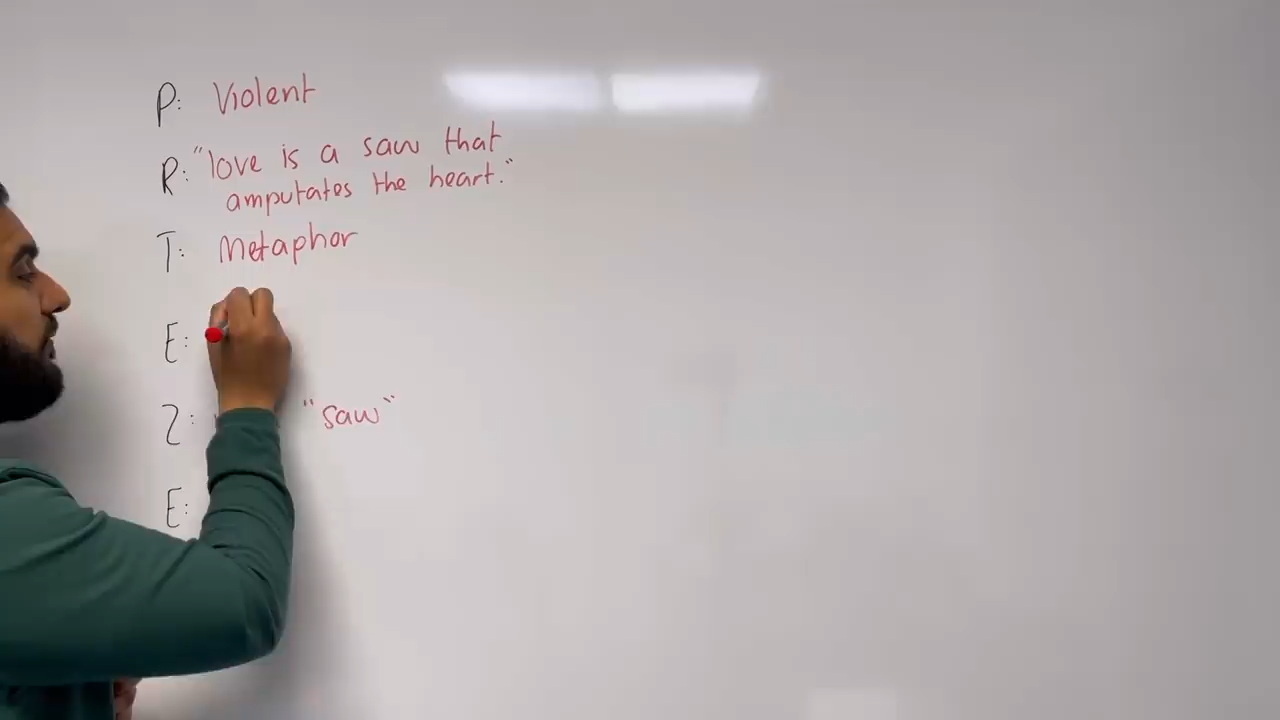 P: Violent
R: "love is a saw that
amputates the heart."
T: Metaphor
E:
Z: "saw"
E: